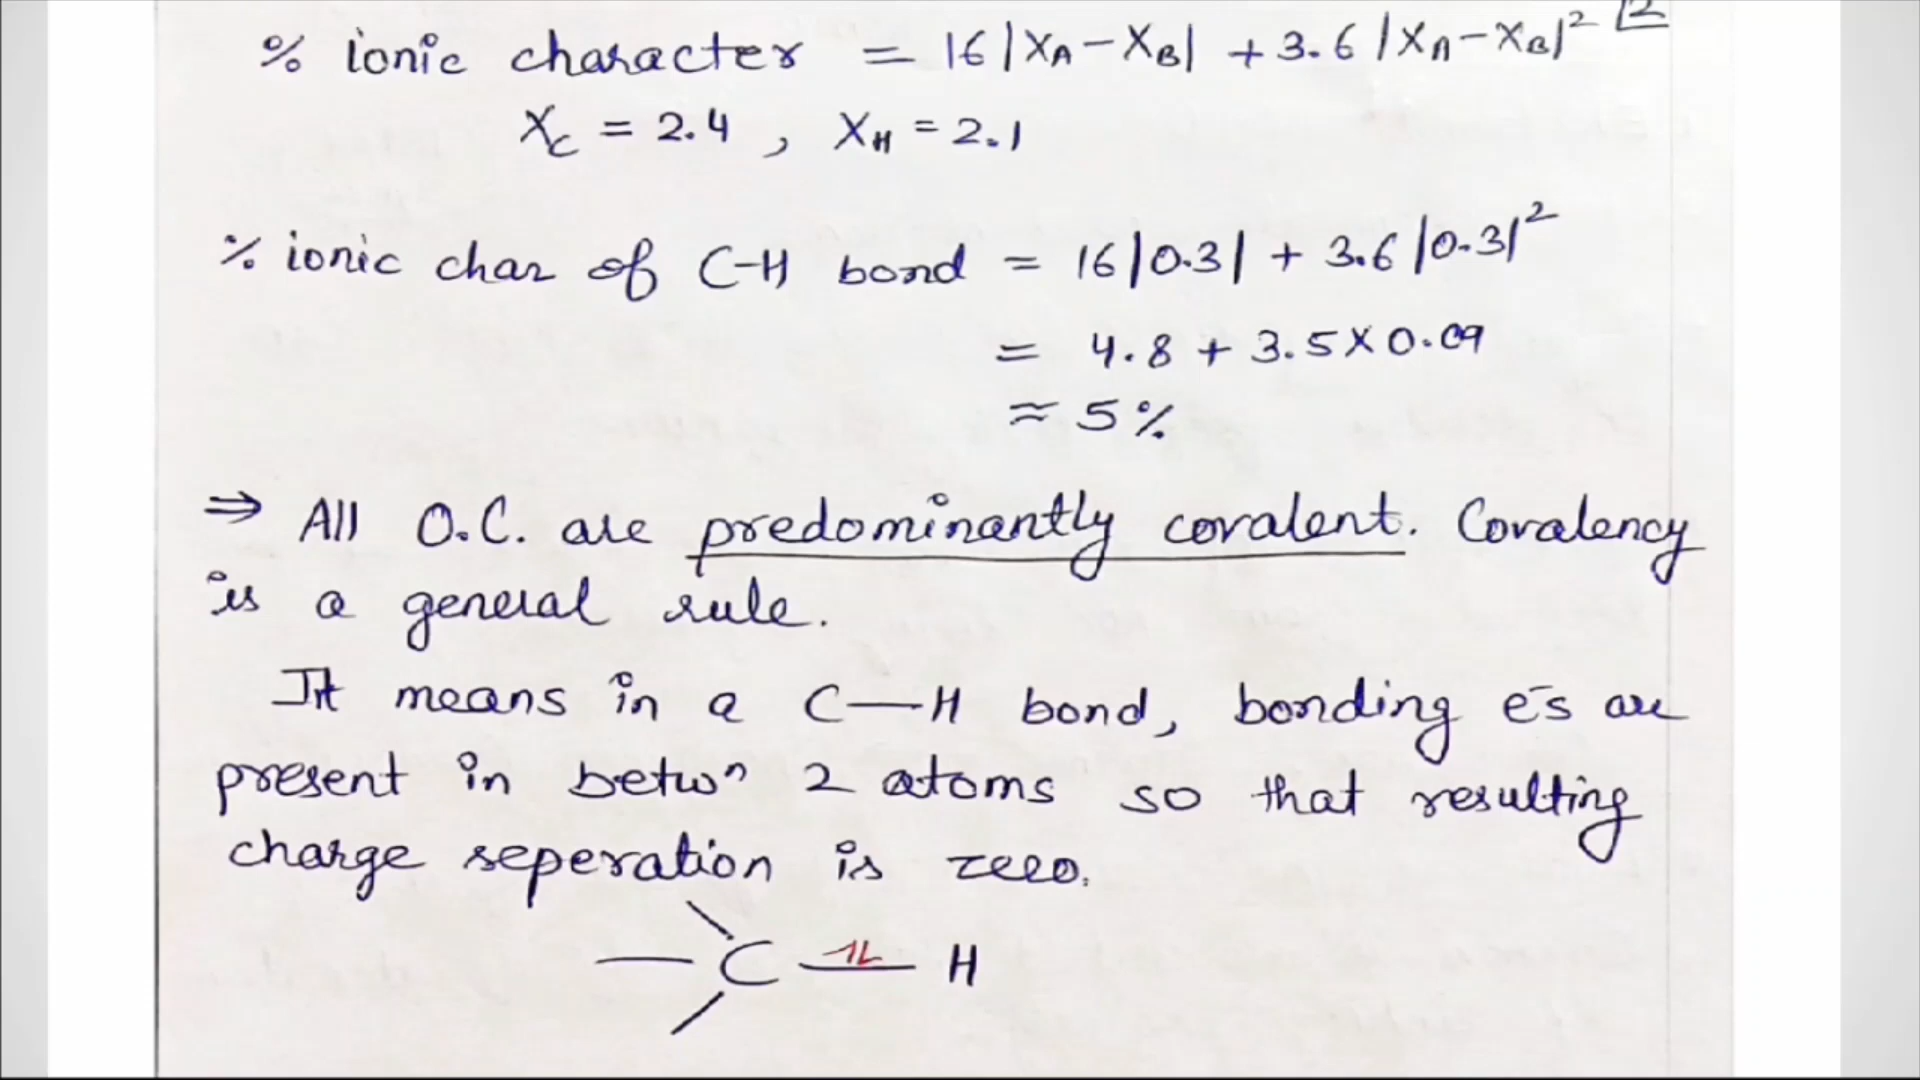 2
% ionic character = 16|XA-XB| + 3.6|XA-XB|²
XC = 2.4 , XH = 2.1
% ionic char of C-H bond = 16|0.3| + 3.6|0.3|²
= 4.8 + 3.5×0.09
≈ 5%
⇒ All O.C. are predominantly covalent. Covalency
is a general rule.
It means in a C—H bond, bonding e⁻s are
present in betwⁿ 2 atoms so that resulting
charge seperation is zero.
C 1L H